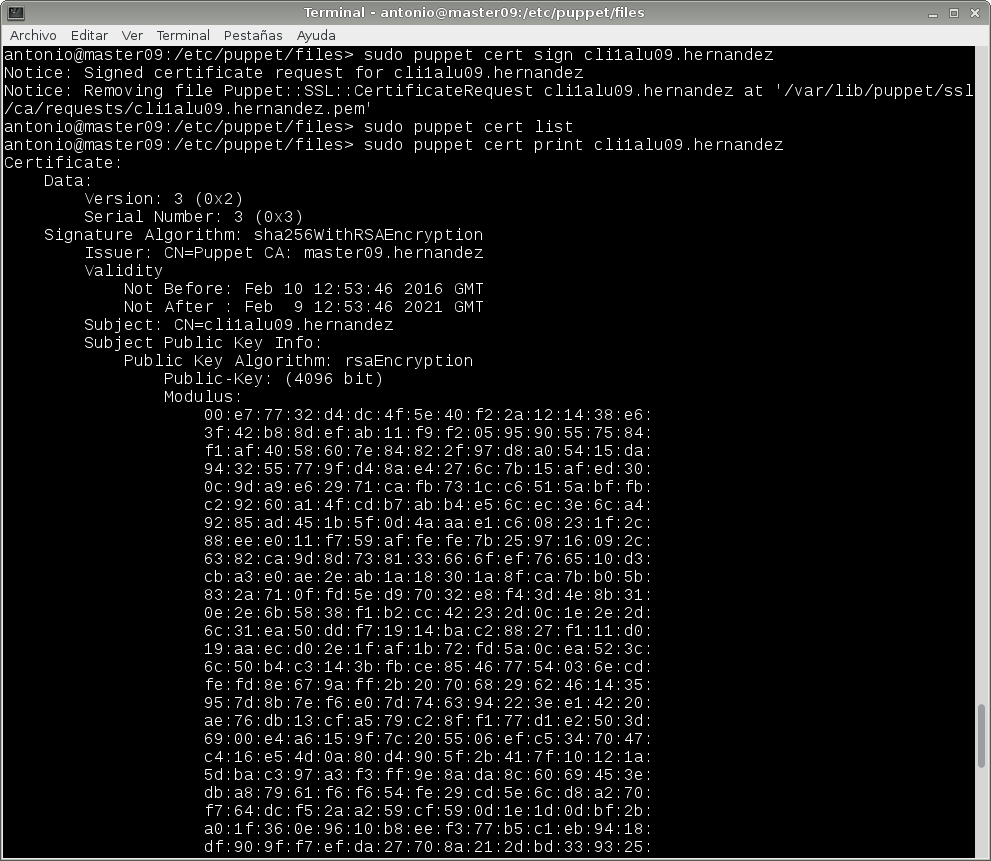 Terminal - antonio@master09:/etc/puppet/files
Archivo Editar Ver Terminal Pestañas Ayuda
antonio@master09:/etc/puppet/files> sudo puppet cert sign cli1alu09.hernandez
Notice: Signed certificate request for cli1alu09.hernandez
Notice: Removing file Puppet::SSL::CertificateRequest cli1alu09.hernandez at '/var/lib/puppet/ssl
/ca/requests/cli1alu09.hernandez.pem'
antonio@master09:/etc/puppet/files> sudo puppet cert list
antonio@master09:/etc/puppet/files> sudo puppet cert print cli1alu09.hernandez
Certificate:
Data:
Version: 3 (0x2)
Serial Number: 3 (0x3)
Signature Algorithm: sha256WithRSAEncryption
Issuer: CN=Puppet CA: master09.hernandez
Validity
Not Before: Feb 10 12:53:46 2016 GMT
Not After : Feb  9 12:53:46 2021 GMT
Subject: CN=cli1alu09.hernandez
Subject Public Key Info:
Public Key Algorithm: rsaEncryption
Public-Key: (4096 bit)
Modulus:
00:e7:77:32:d4:dc:4f:5e:40:f2:2a:12:14:38:e6:
3f:42:b8:8d:ef:ab:11:f9:f2:05:95:90:55:75:84:
f1:af:40:58:60:7e:84:82:2f:97:d8:a0:54:15:da:
94:32:55:77:9f:d4:8a:e4:27:6c:7b:15:af:ed:30:
0c:9d:a9:e6:29:71:ca:fb:73:1c:c6:51:5a:bf:fb:
c2:92:60:a1:4f:cd:b7:ab:b4:e5:6c:ec:3e:6c:a4:
92:85:ad:45:1b:5f:0d:4a:aa:e1:c6:08:23:1f:2c:
88:ee:e0:11:f7:59:af:fe:fe:7b:25:97:16:09:2c:
63:82:ca:9d:8d:73:81:33:66:6f:ef:76:65:10:d3:
cb:a3:e0:ae:2e:ab:1a:18:30:1a:8f:ca:7b:b0:5b:
83:2a:71:0f:fd:5e:d9:70:32:e8:f4:3d:4e:8b:31:
0e:2e:6b:58:38:f1:b2:cc:42:23:2d:0c:1e:2e:2d:
6c:31:ea:50:dd:f7:19:14:ba:c2:88:27:f1:11:d0:
19:aa:ec:d0:2e:1f:af:1b:72:fd:5a:0c:ea:52:3c:
6c:50:b4:c3:14:3b:fb:ce:85:46:77:54:03:6e:cd:
fe:fd:8e:67:9a:ff:2b:20:70:68:29:62:46:14:35:
95:7d:8b:7e:f6:e0:7d:74:63:94:22:3e:e1:42:20:
ae:76:db:13:cf:a5:79:c2:8f:f1:77:d1:e2:50:3d:
69:00:e4:a6:15:9f:7c:20:55:06:ef:c5:34:70:47:
c4:16:e5:4d:0a:80:d4:90:5f:2b:41:7f:10:12:1a:
5d:ba:c3:97:a3:f3:ff:9e:8a:da:8c:60:69:45:3e:
db:a8:79:61:f6:f6:54:fe:29:cd:5e:6c:d8:a2:70:
f7:64:dc:f5:2a:a2:59:cf:59:0d:1e:1d:0d:bf:2b:
a0:1f:36:0e:96:10:b8:ee:f3:77:b5:c1:eb:94:18:
df:90:9f:f7:ef:da:27:70:8a:21:2d:bd:33:93:25: